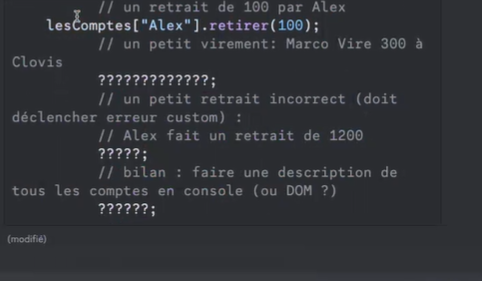 // un retrait de 100 par Alex
lesComptes["Alex"].retirer(100);
// un petit virement: Marco Vire 300 à
Clovis
?????????????;
// un petit retrait incorrect (doit
déclencher erreur custom) :
// Alex fait un retrait de 1200
?????;
// bilan : faire une description de
tous les comptes en console (ou DOM ?)
??????;
(modifié)